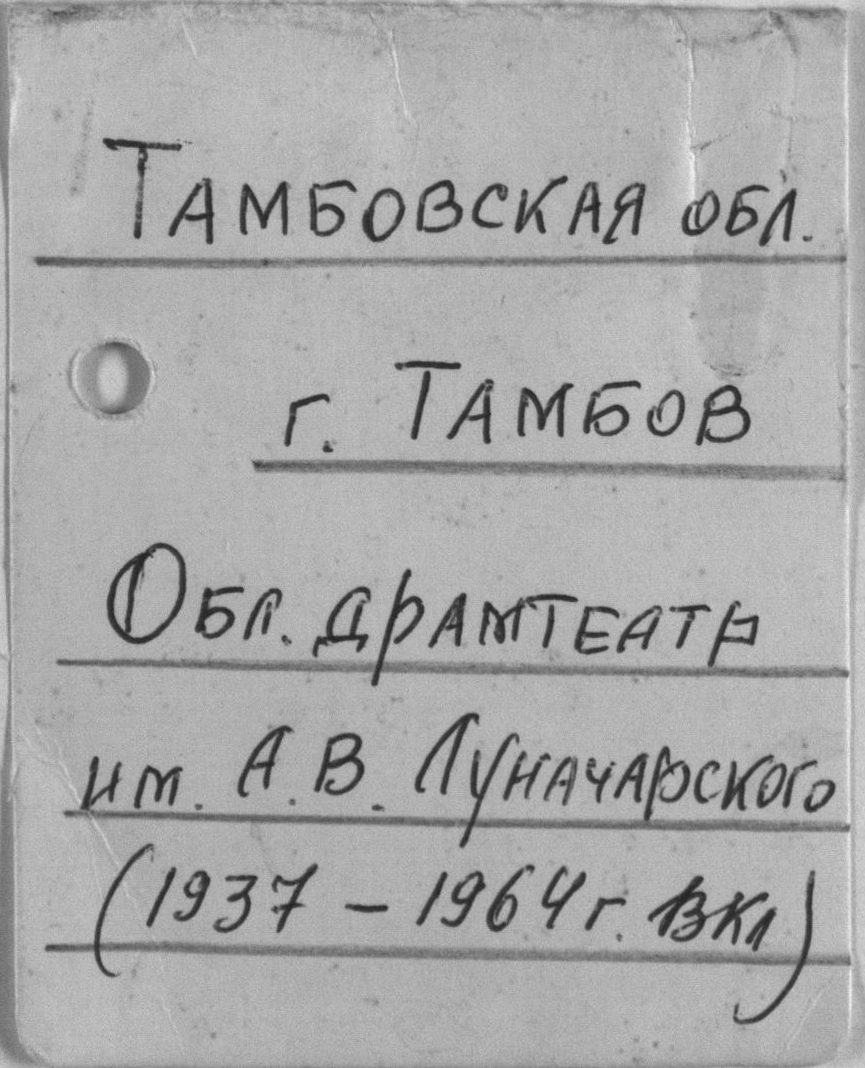 Тамбовская обл.
г. Тамбов
Обл. драмтеатр
им. А.В. Луначарского
(1937 – 1964 г. вкл)